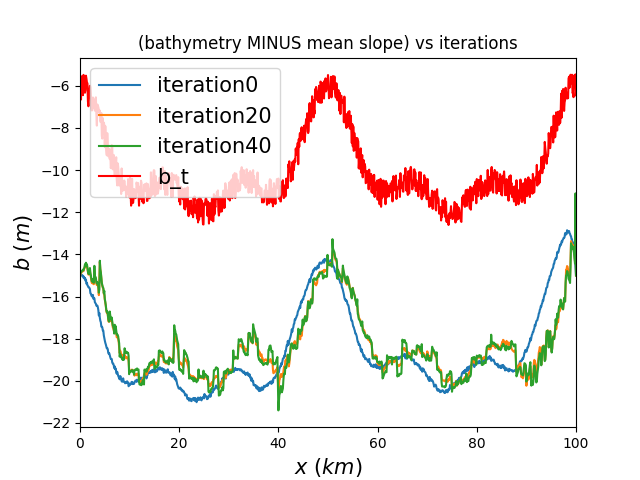 (bathymetry MINUS mean slope) vs iterations
iteration0
iteration20
iteration40
b_t
−6
−8
−10
−12
−14
−16
−18
−20
−22
b (m)
0 20 40 60 80 100
x (km)